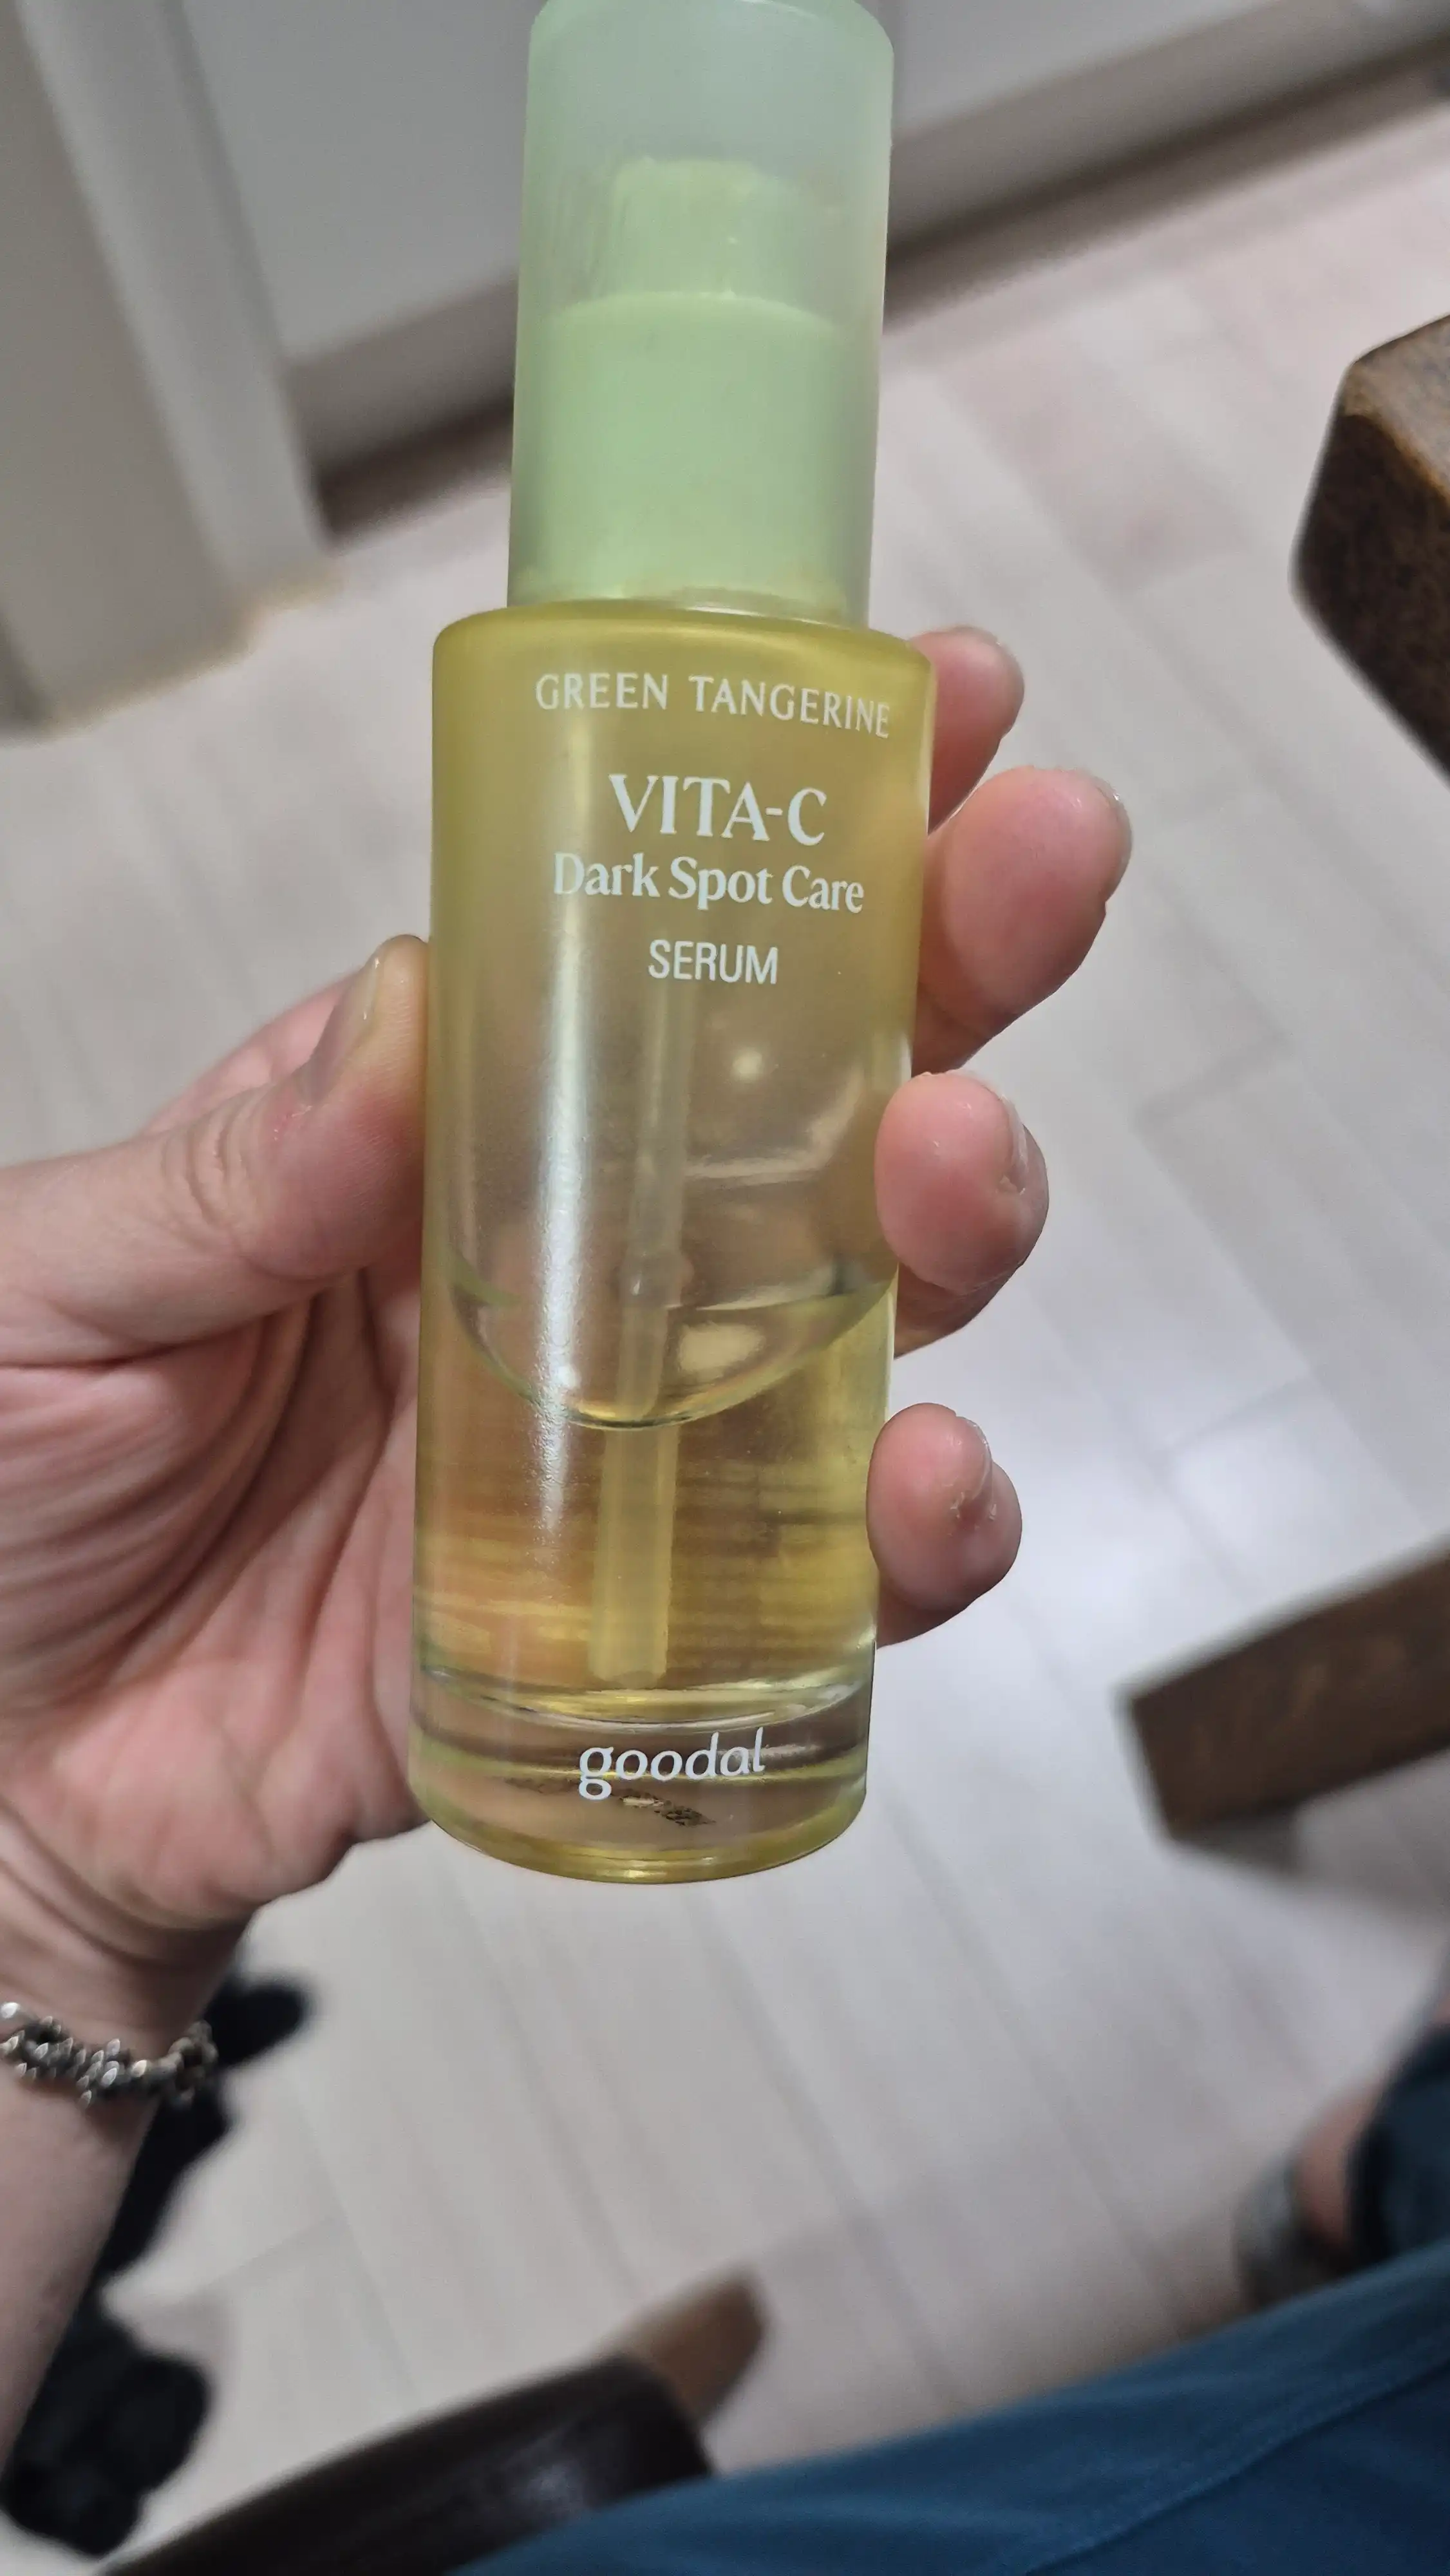 GREEN TANGERINE
VITA-C
Dark Spot Care
SERUM
goodal